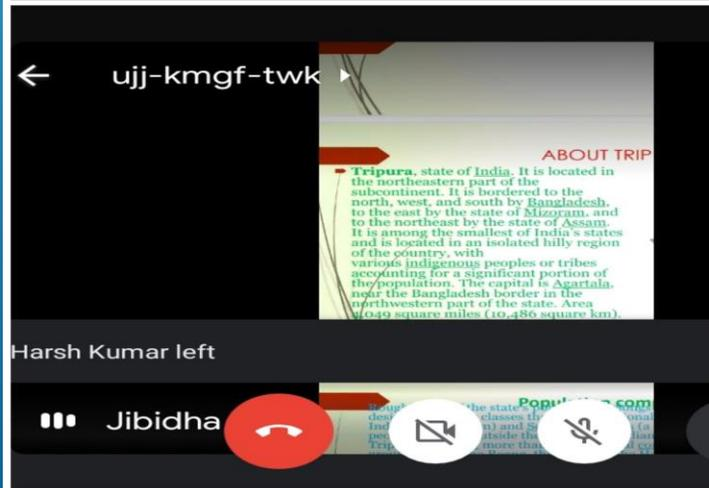 ujj-kmgf-twk
ABOUT TRIP
Tripura, state of India. It is located in
the northeastern part of the
subcontinent. It is bordered to the
north, west, and south by Bangladesh,
to the east by the state of Mizoram, and
to the northeast by the state of Assam.
It is among the smallest of India's states
and is located in an isolated hilly region
of the country, with
various indigenous peoples or tribes
accounting for a significant portion of
the population. The capital is Agartala,
near the Bangladesh border in the
northwestern part of the state. Area
4,049 square miles (10,486 square km).
Harsh Kumar left
Jibidha
the state's
classes
more than